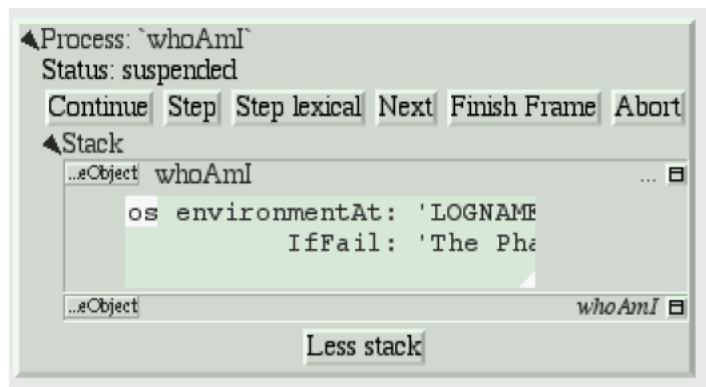 Process: `whoAmI`
Status: suspended
Continue Step Step lexical Next Finish Frame Abort
Stack
...eObject whoAmI ...
os environmentAt: 'LOGNAME
IfFail: 'The Pha
...eObject whoAmI
Less stack